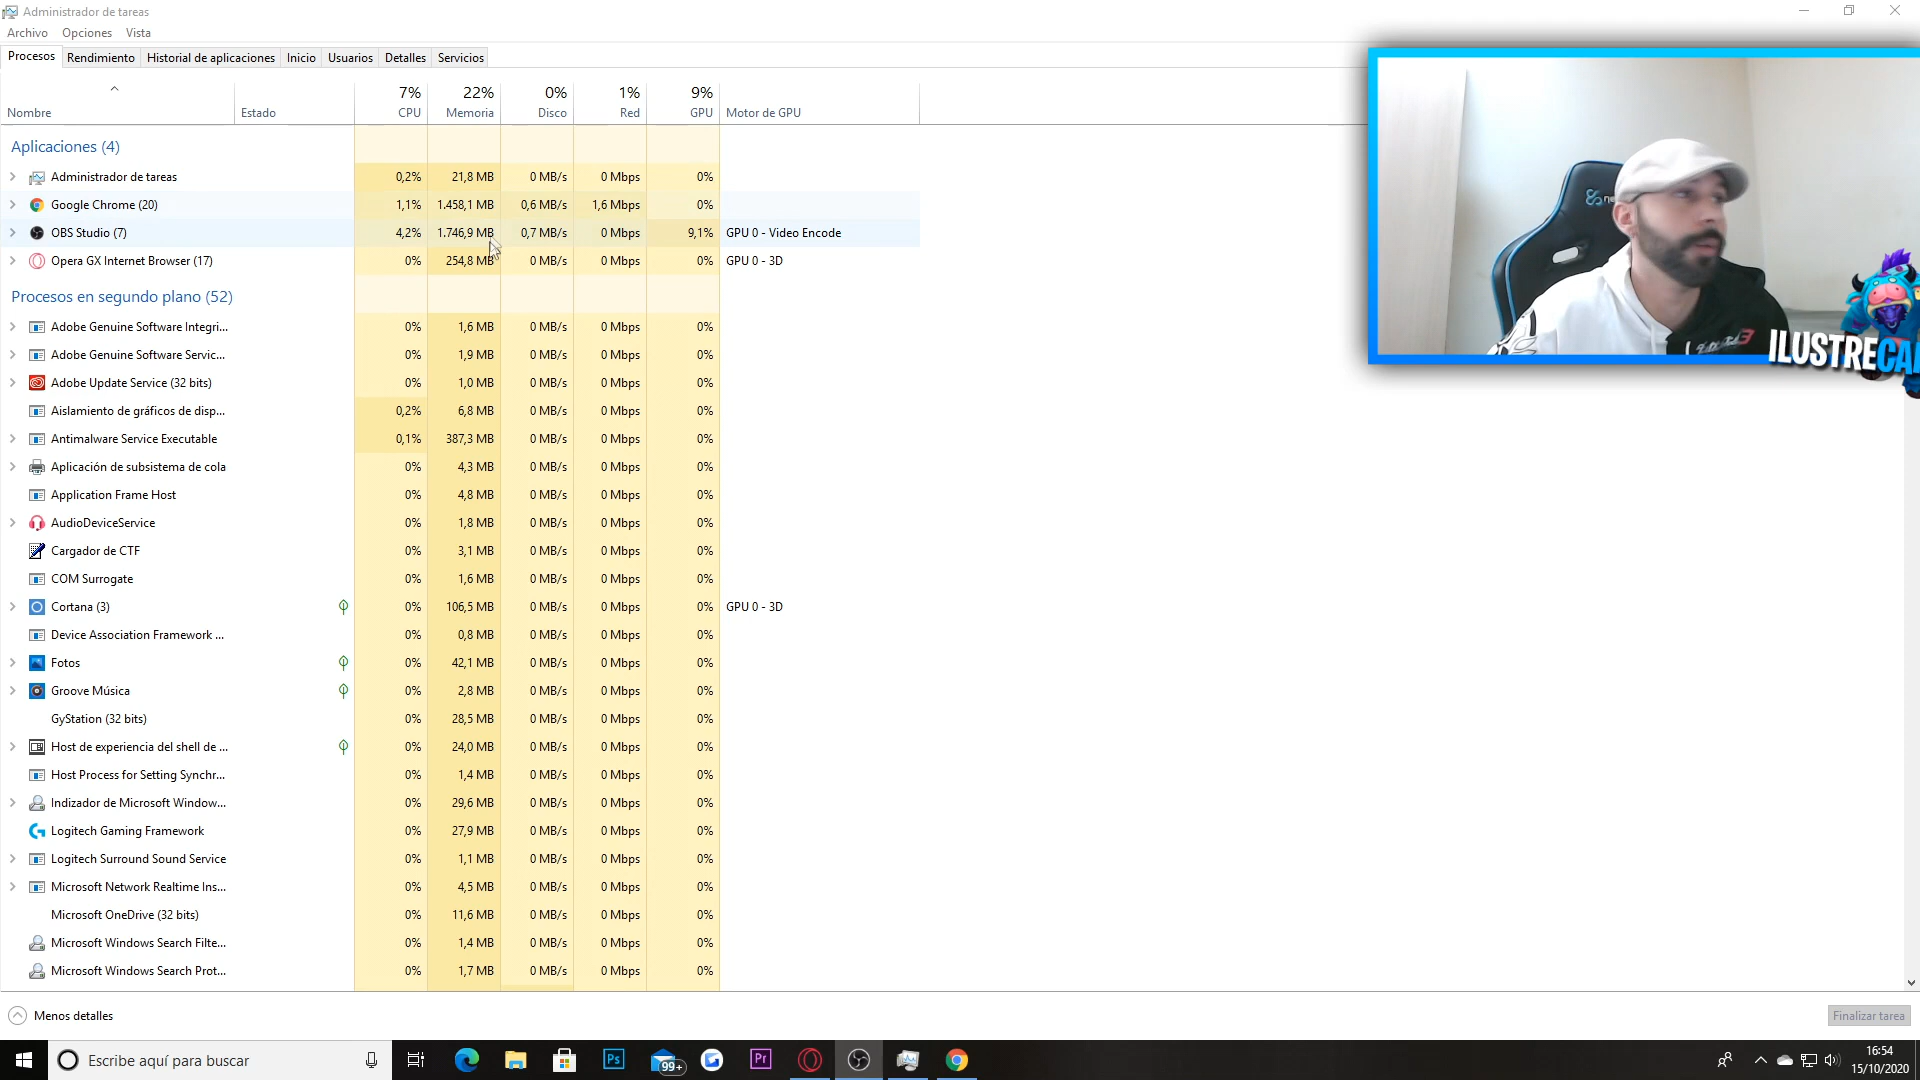 Administrador de tareas
Archivo Opciones Vista
Procesos Rendimiento Historial de aplicaciones Inicio Usuarios Detalles Servicios
7% 22% 0% 1% 9%
Nombre Estado CPU Memoria Disco Red GPU Motor de GPU
Aplicaciones (4)
Administrador de tareas 0,2% 21,8 MB 0 MB/s 0 Mbps 0%
Google Chrome (20) 1,1% 1.458,1 MB 0,6 MB/s 1,6 Mbps 0%
OBS Studio (7) 4,2% 1.746,9 MB 0,7 MB/s 0 Mbps 9,1% GPU 0 - Video Encode
Opera GX Internet Browser (17) 0% 254,8 MB 0 MB/s 0 Mbps 0% GPU 0 - 3D
Procesos en segundo plano (52)
Adobe Genuine Software Integri... 0% 1,6 MB 0 MB/s 0 Mbps 0%
Adobe Genuine Software Servic... 0% 1,9 MB 0 MB/s 0 Mbps 0%
Adobe Update Service (32 bits) 0% 1,0 MB 0 MB/s 0 Mbps 0%
Aislamiento de gráficos de disp... 0,2% 6,8 MB 0 MB/s 0 Mbps 0%
Antimalware Service Executable 0,1% 387,3 MB 0 MB/s 0 Mbps 0%
Aplicación de subsistema de cola 0% 4,3 MB 0 MB/s 0 Mbps 0%
Application Frame Host 0% 4,8 MB 0 MB/s 0 Mbps 0%
AudioDeviceService 0% 1,8 MB 0 MB/s 0 Mbps 0%
Cargador de CTF 0% 3,1 MB 0 MB/s 0 Mbps 0%
COM Surrogate 0% 1,6 MB 0 MB/s 0 Mbps 0%
Cortana (3) 0% 106,5 MB 0 MB/s 0 Mbps 0% GPU 0 - 3D
Device Association Framework ... 0% 0,8 MB 0 MB/s 0 Mbps 0%
Fotos 0% 42,1 MB 0 MB/s 0 Mbps 0%
Groove Música 0% 2,8 MB 0 MB/s 0 Mbps 0%
GyStation (32 bits) 0% 28,5 MB 0 MB/s 0 Mbps 0%
Host de experiencia del shell de ... 0% 24,0 MB 0 MB/s 0 Mbps 0%
Host Process for Setting Synchr... 0% 1,4 MB 0 MB/s 0 Mbps 0%
Indizador de Microsoft Window... 0% 29,6 MB 0 MB/s 0 Mbps 0%
Logitech Gaming Framework 0% 27,9 MB 0 MB/s 0 Mbps 0%
Logitech Surround Sound Service 0% 1,1 MB 0 MB/s 0 Mbps 0%
Microsoft Network Realtime Ins... 0% 4,5 MB 0 MB/s 0 Mbps 0%
Microsoft OneDrive (32 bits) 0% 11,6 MB 0 MB/s 0 Mbps 0%
Microsoft Windows Search Filte... 0% 1,4 MB 0 MB/s 0 Mbps 0%
Microsoft Windows Search Prot... 0% 1,7 MB 0 MB/s 0 Mbps 0%
ILUSTRECA
Menos detalles
Finalizar tarea
Escribe aquí para buscar
Ps
99+
Pr
16:54
15/10/2020